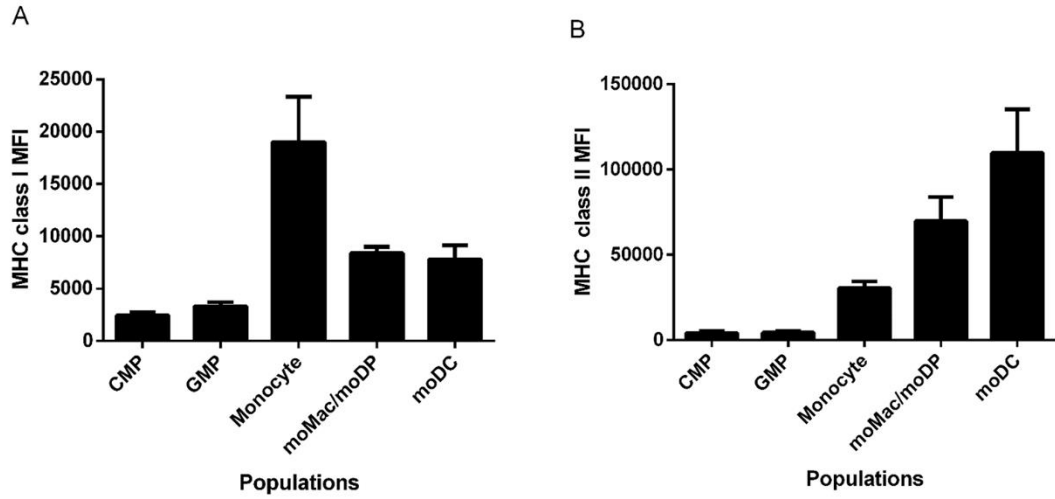 A
MHC class I MFI
25000
20000
15000
10000
5000
0
CMP
GMP
Monocyte
moMac/moDP
moDC
Populations
B
MHC class II MFI
150000
100000
50000
0
CMP
GMP
Monocyte
moMac/moDP
moDC
Populations